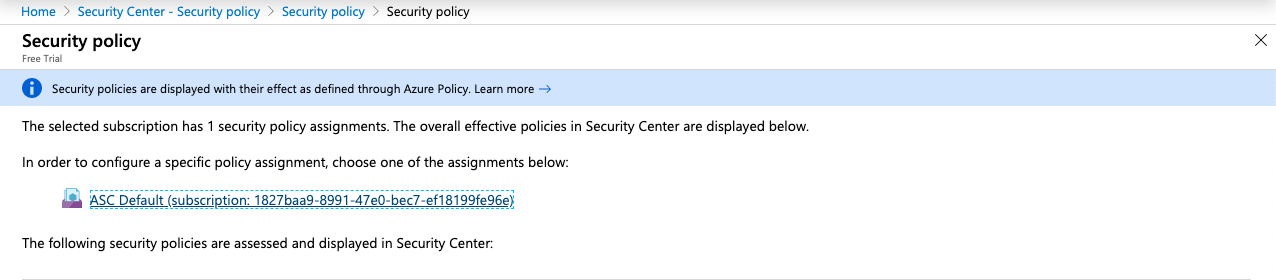 Home > Security Center - Security policy > Security policy > Security policy
Security policy
Free Trial
Security policies are displayed with their effect as defined through Azure Policy. Learn more →
The selected subscription has 1 security policy assignments. The overall effective policies in Security Center are displayed below.
In order to configure a specific policy assignment, choose one of the assignments below:
ASC Default (subscription: 1827baa9-8991-47e0-bec7-ef18199fe96e)
The following security policies are assessed and displayed in Security Center: